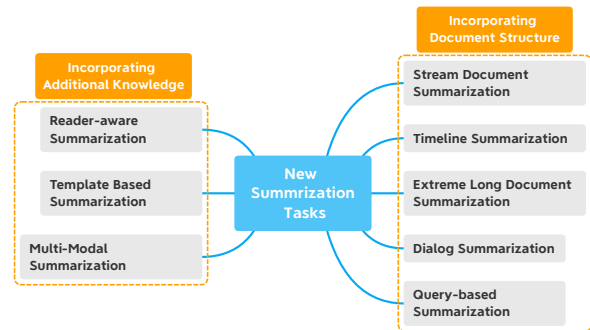 Incorporating
Additional Knowledge
Reader-aware
Summarization
Template Based
Summarization
Multi-Modal
Summarization
New
Summrization
Tasks
Incorporating
Document Structure
Stream Document
Summarization
Timeline Summarization
Extreme Long Document
Summarization
Dialog Summarization
Query-based
Summarization